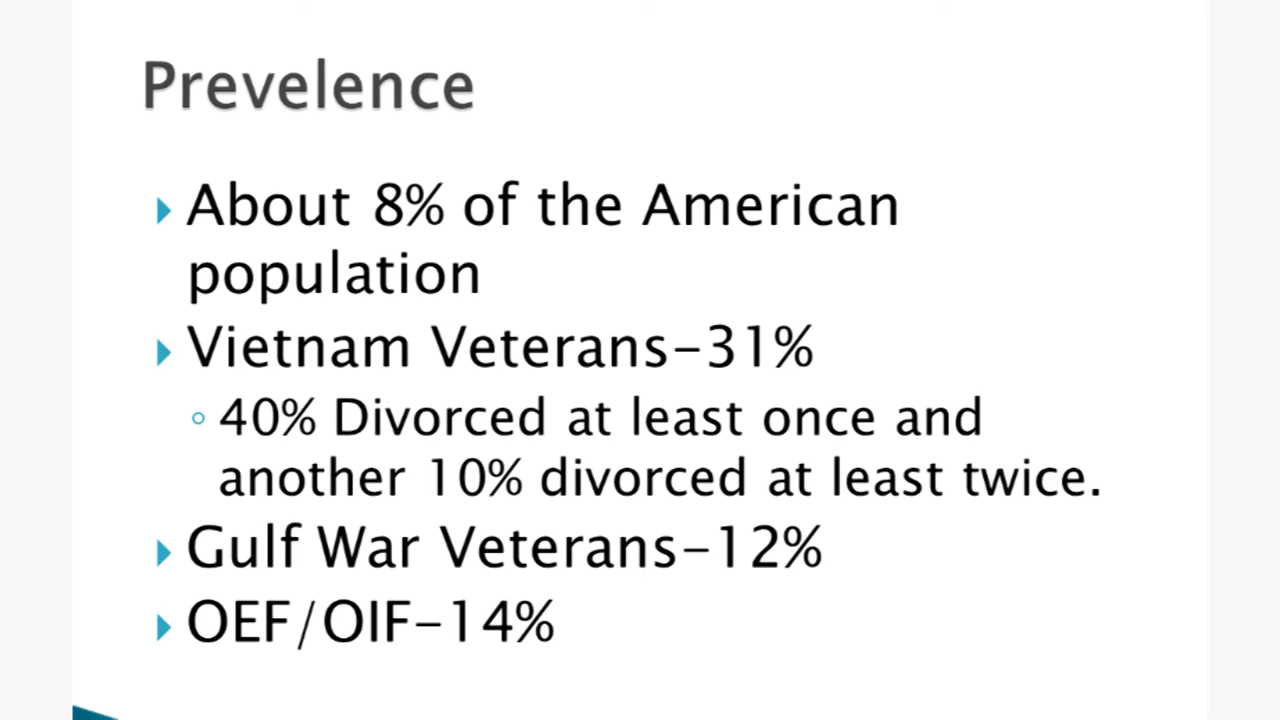 Prevelence
About 8% of the American
population
Vietnam Veterans-31%
40% Divorced at least once and
another 10% divorced at least twice.
Gulf War Veterans-12%
OEF/OIF-14%